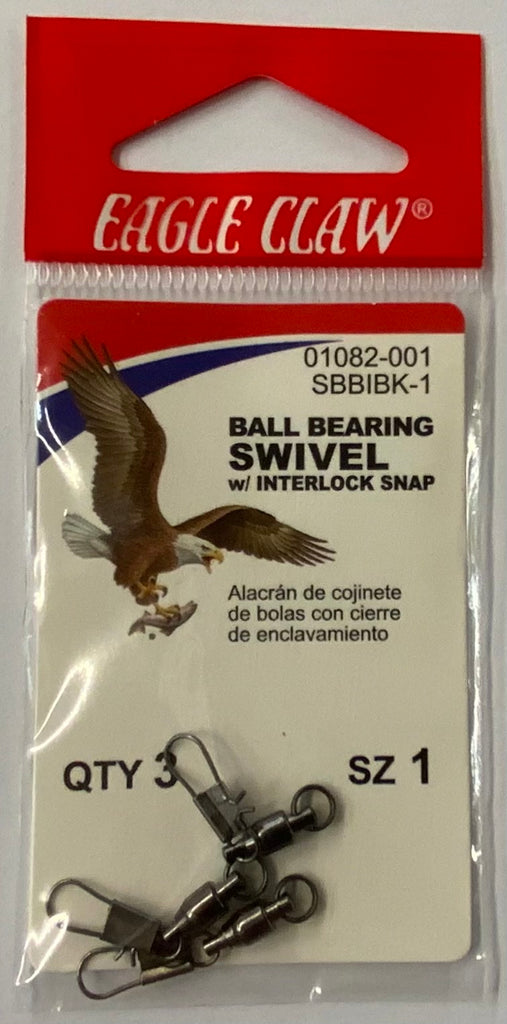 EAGLE CLAW®
01082-001
SBBIBK-1
BALL BEARING
SWIVEL
w/ INTERLOCK SNAP
Alacrán de cojinete
de bolas con cierre
de enclavamiento
QTY 3
SZ 1